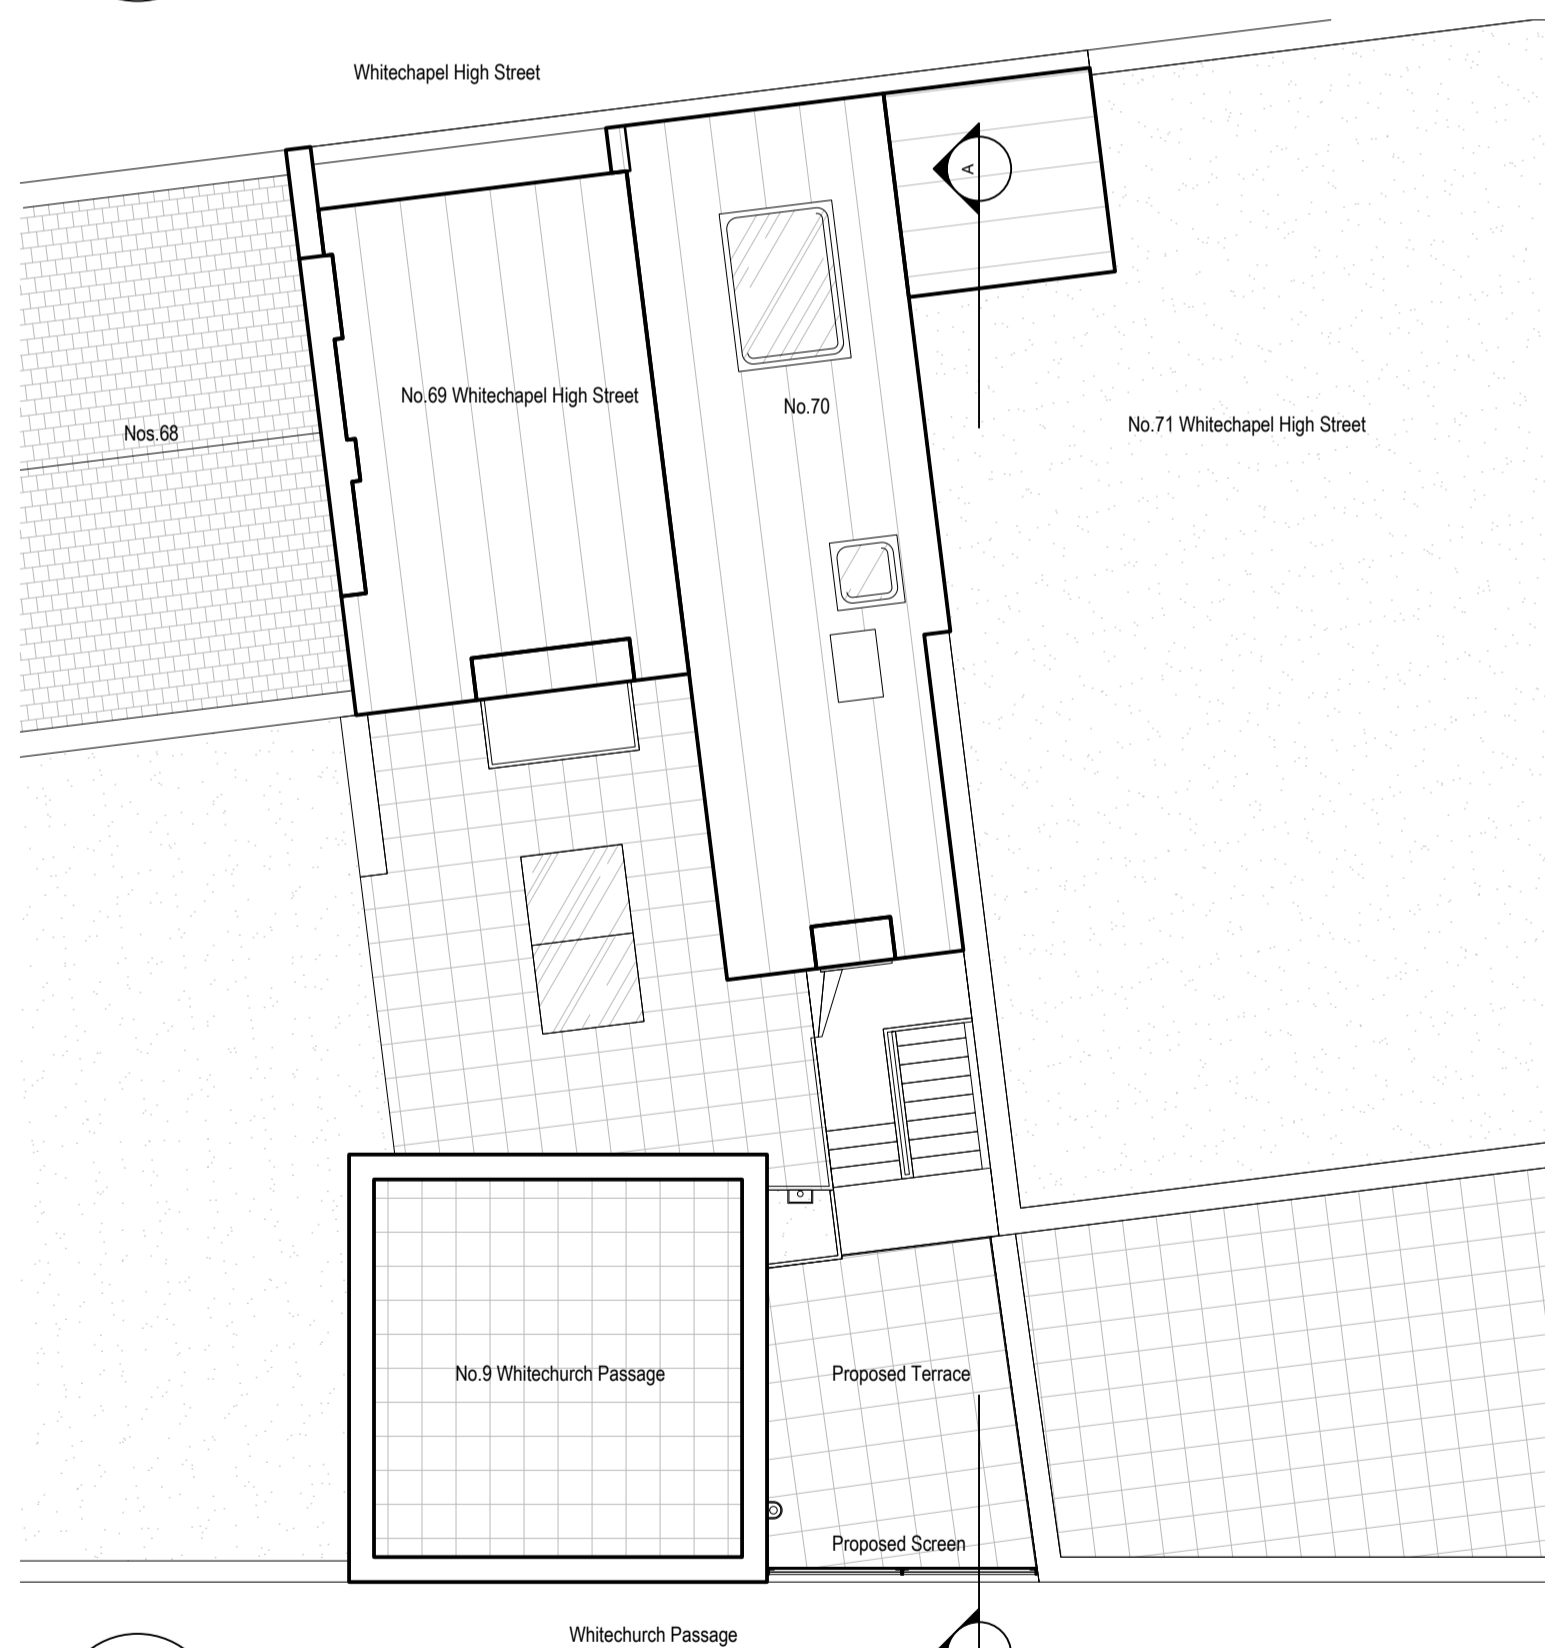 Whitechapel High Street
A
No.69 Whitechapel High Street
No.70
No.71 Whitechapel High Street
Nos.68
No.9 Whitechurch Passage
Proposed Terrace
Proposed Screen
Whitechurch Passage